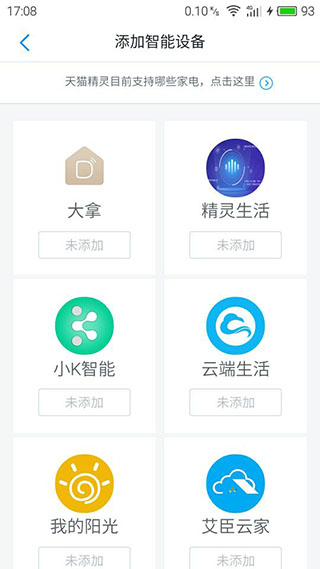 17:08
0.10 K/s
4G
93
添加智能设备
天猫精灵目前支持哪些家电，点击这里
大拿
精灵生活
未添加
未添加
小K智能
云端生活
未添加
未添加
我的阳光
艾臣云家
未添加
未添加